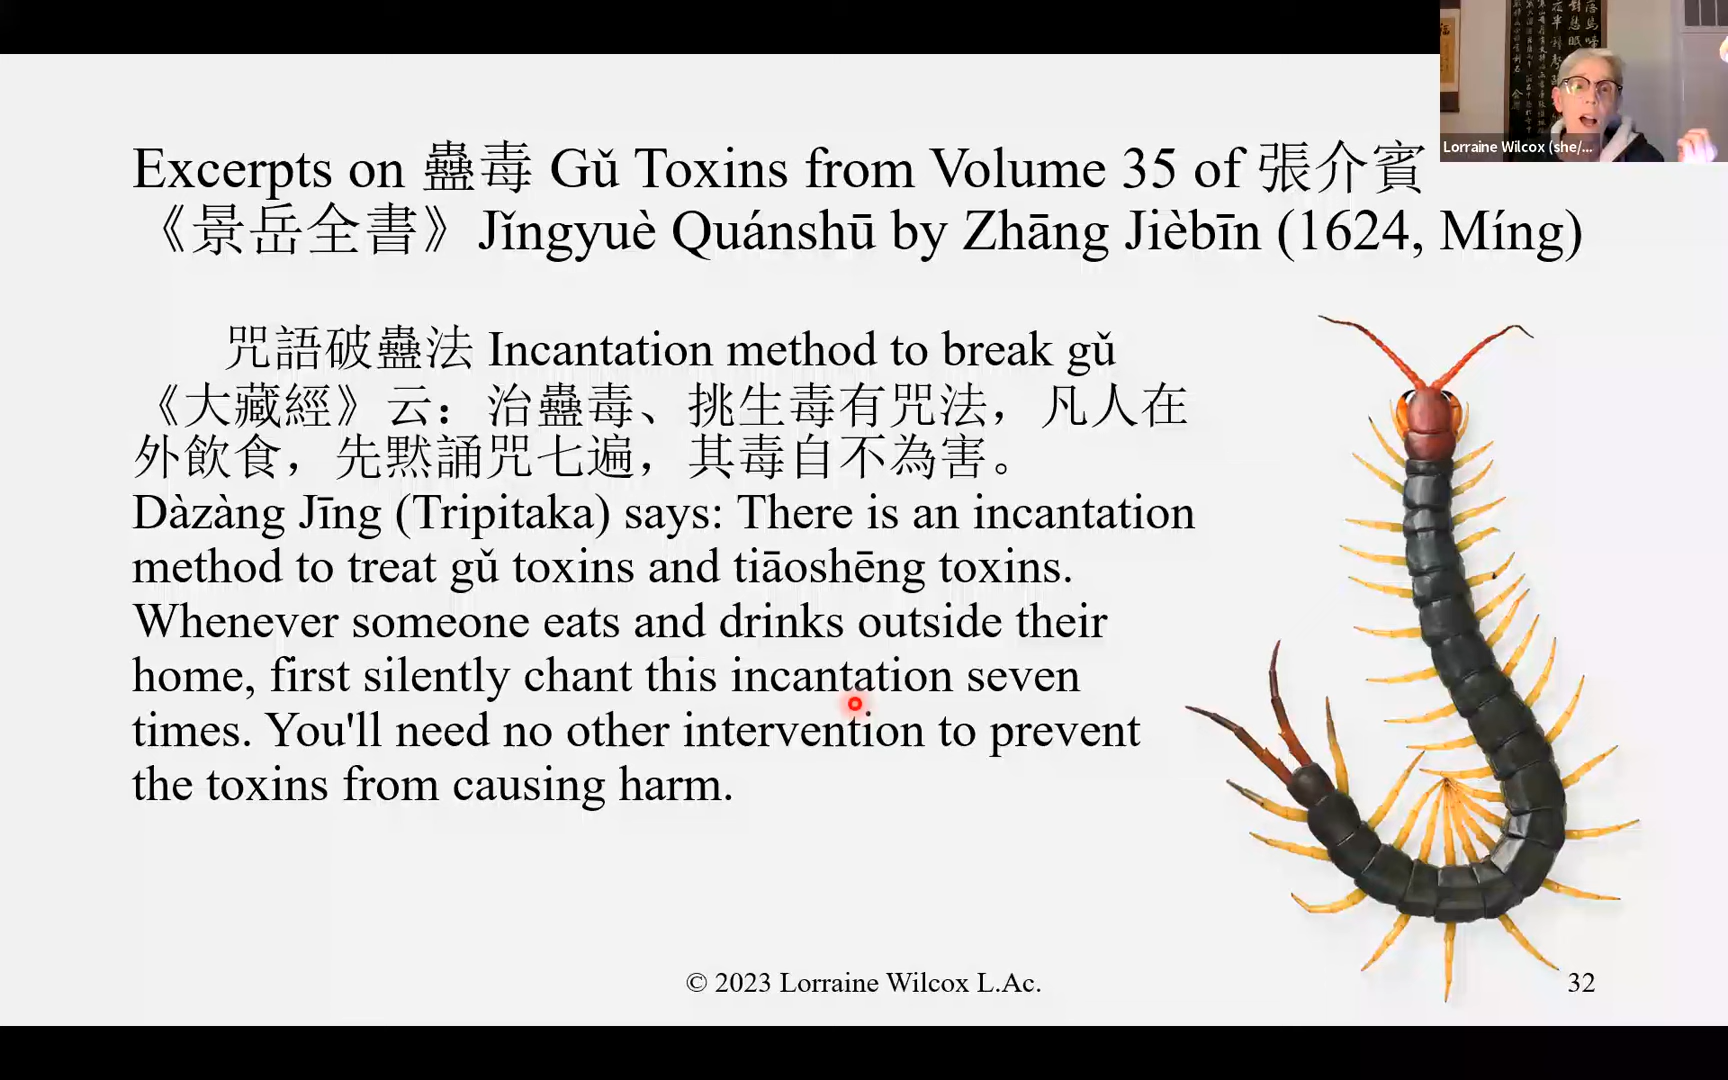 Excerpts on 蠱毒 Gǔ Toxins from Volume 35 of 張介賓
《景岳全書》Jǐngyuè Quánshū by Zhāng Jièbīn (1624, Míng)
咒語破蠱法 Incantation method to break gǔ
《大藏經》云：治蠱毒、挑生毒有咒法，凡人在
外飲食，先黙誦咒七遍，其毒自不為害。
Dàzàng Jīng (Tripitaka) says: There is an incantation
method to treat gǔ toxins and tiāoshēng toxins.
Whenever someone eats and drinks outside their
home, first silently chant this incantation seven
times. You'll need no other intervention to prevent
the toxins from causing harm.
© 2023 Lorraine Wilcox L.Ac.
32
Lorraine Wilcox (she/...
福